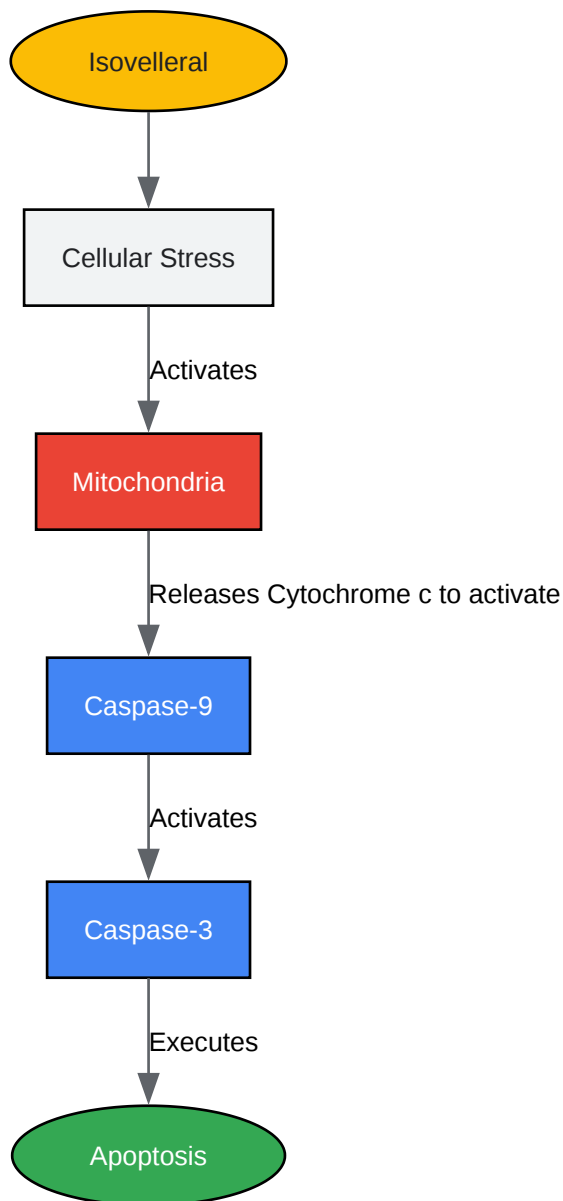 Isovelleral
Cellular Stress
Activates
Mitochondria
Releases Cytochrome c to activate
Caspase-9
Activates
Caspase-3
Executes
Apoptosis